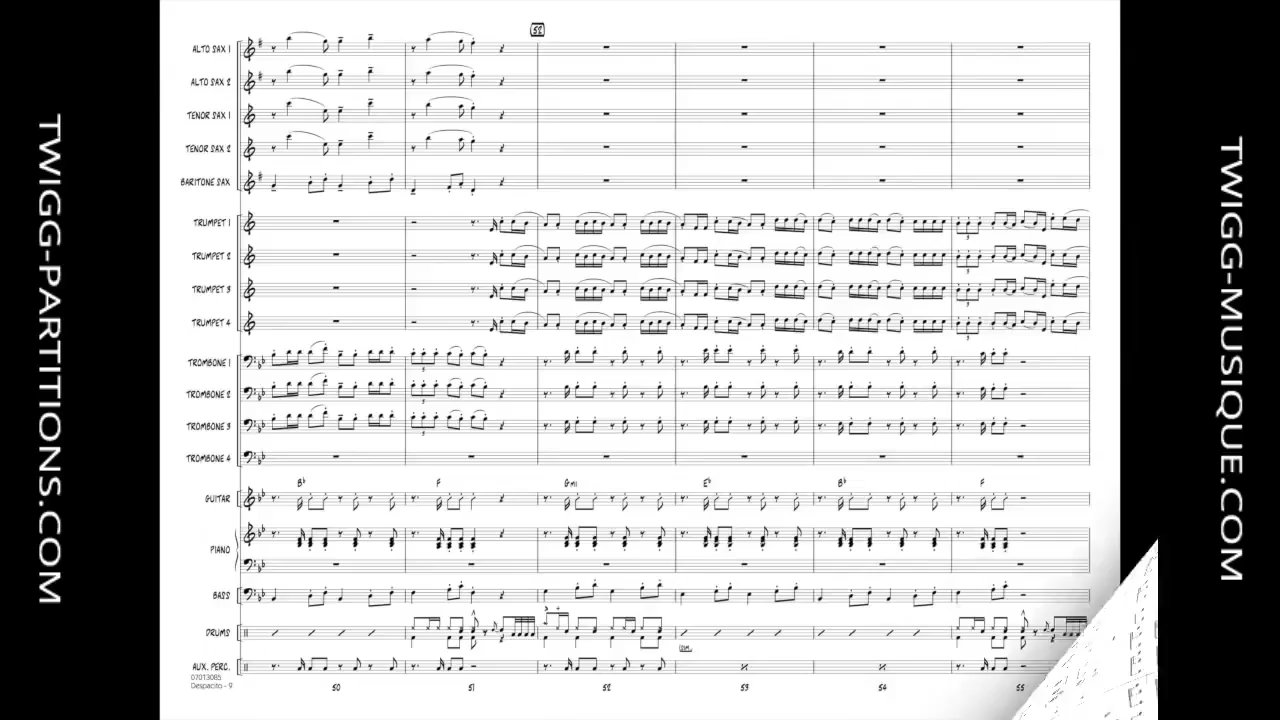 TWIGG-PARTITIONS.COM
52
ALTO SAX 1
ALTO SAX 2
TENOR SAX 1
TENOR SAX 2
BARITONE SAX
TRUMPET 1
TRUMPET 2
TRUMPET 3
TRUMPET 4
TROMBONE 1
TROMBONE 2
TROMBONE 3
TROMBONE 4
B♭ F GMI E♭ B♭ F
GUITAR
PIANO
BASS
DRUMS
AUX. PERC.
07013085
Despacito - 9
50 51 52 53 54 55
TWIGG-MUSIQUE.COM